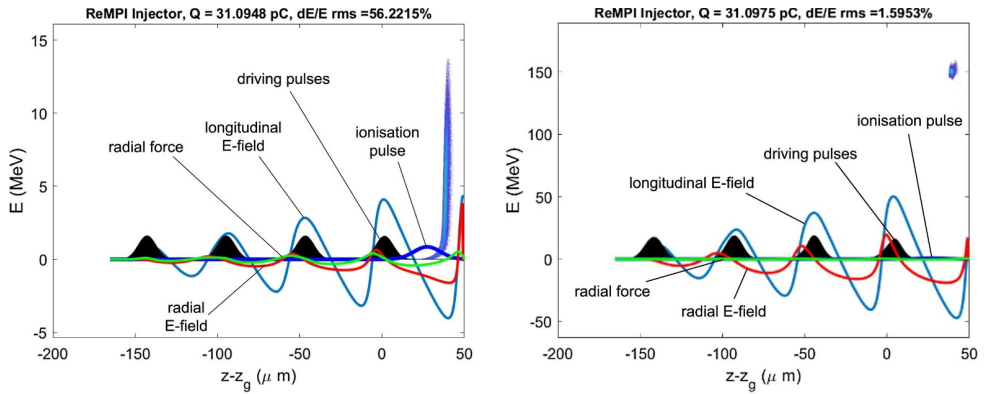 ReMPI Injector, Q = 31.0948 pC, dE/E rms =56.2215%
15
10
5
0
-5
E (MeV)
driving pulses
longitudinal
E-field
ionisation
pulse
radial force
radial
E-field
-200
-150
-100
-50
0
50
z-zg (μ m)
ReMPI Injector, Q = 31.0975 pC, dE/E rms =1.5953%
150
100
50
0
-50
E (MeV)
ionisation pulse
driving pulses
longitudinal E-field
radial force
radial E-field
-200
-150
-100
-50
0
50
z-zg (μ m)